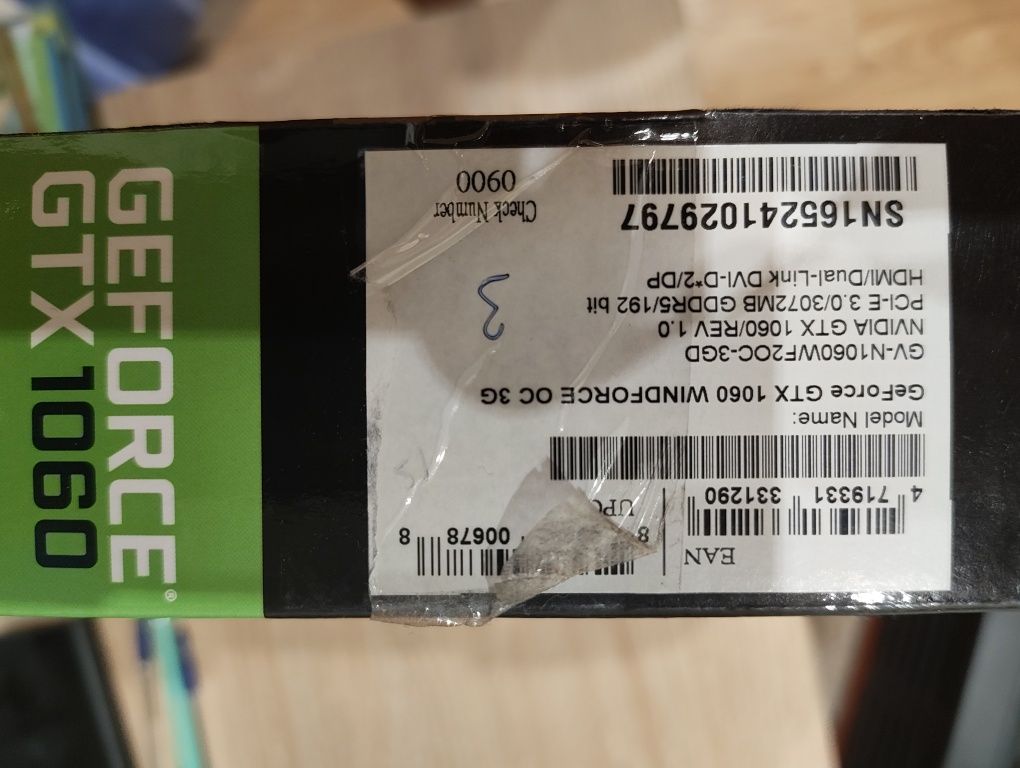 GEFORCE®
GTX 1060
EAN
4 719331 331290
UPC
8 00678 8
Model Name:
GeForce GTX 1060 WINDFORCE OC 3G
GV-N1060WF2OC-3GD
NVIDIA GTX 1060/REV 1.0
PCI-E 3.0/3072MB GDDR5/192 bit
HDMI/Dual-Link DVI-D*2/DP
3
SN165241029797
Check Number
0900